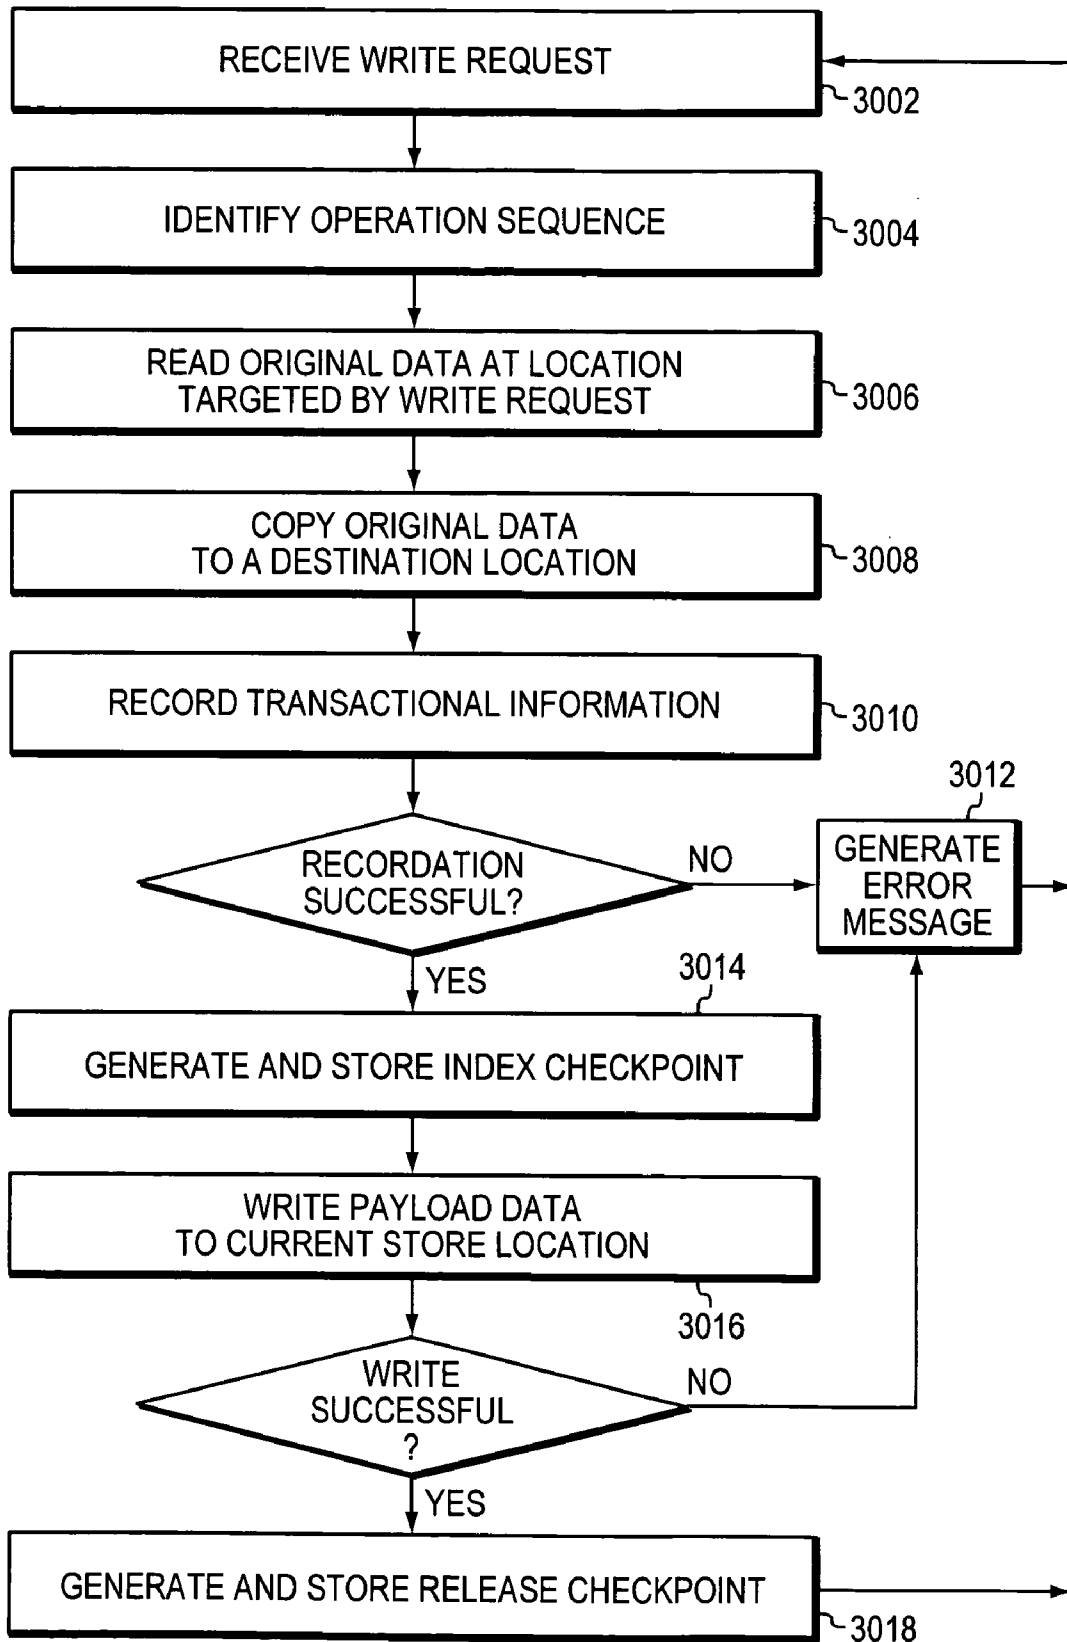 RECEIVE WRITE REQUEST
3002
IDENTIFY OPERATION SEQUENCE
3004
READ ORIGINAL DATA AT LOCATION
TARGETED BY WRITE REQUEST
3006
COPY ORIGINAL DATA
TO A DESTINATION LOCATION
3008
RECORD TRANSACTIONAL INFORMATION
3010
RECORDATION
SUCCESSFUL?
NO
3012
GENERATE
ERROR
MESSAGE
YES
3014
GENERATE AND STORE INDEX CHECKPOINT
WRITE PAYLOAD DATA
TO CURRENT STORE LOCATION
3016
WRITE
SUCCESSFUL
?
NO
YES
GENERATE AND STORE RELEASE CHECKPOINT
3018